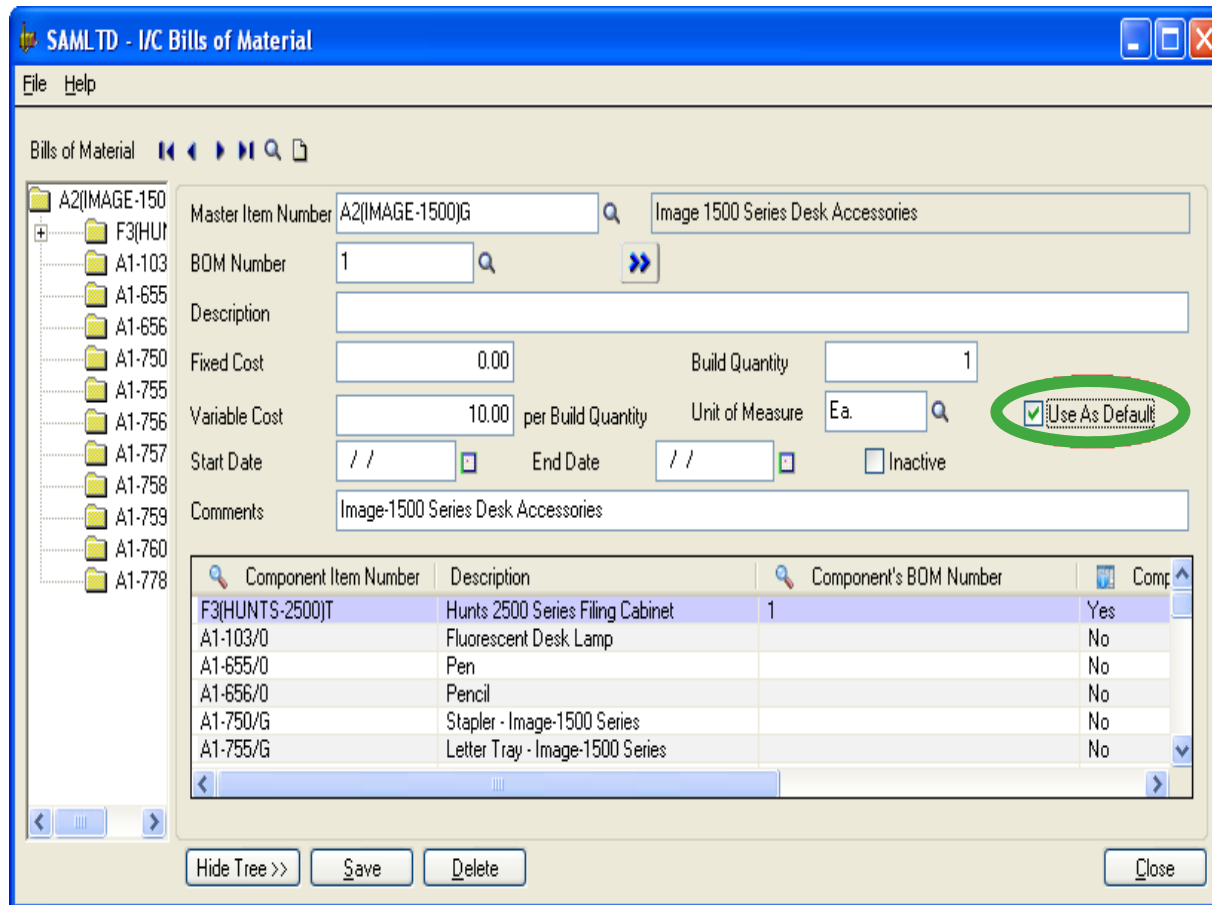 SAMLTD - I/C Bills of Material
File Help
Bills of Material
A2(IMAGE-150
F3(HUN
A1-103
A1-655
A1-656
A1-750
A1-755
A1-756
A1-757
A1-758
A1-759
A1-760
A1-778
Master Item Number A2(IMAGE-1500)G Image 1500 Series Desk Accessories
BOM Number 1
Description
Fixed Cost 0.00 Build Quantity 1
Variable Cost 10.00 per Build Quantity Unit of Measure Ea. Use As Default
Start Date / / End Date / / Inactive
Comments Image-1500 Series Desk Accessories
Component Item Number Description Component's BOM Number Comp
F3(HUNTS-2500)T Hunts 2500 Series Filing Cabinet 1 Yes
A1-103/0 Fluorescent Desk Lamp No
A1-655/0 Pen No
A1-656/0 Pencil No
A1-750/G Stapler - Image-1500 Series No
A1-755/G Letter Tray - Image-1500 Series No
Hide Tree >> Save Delete Close